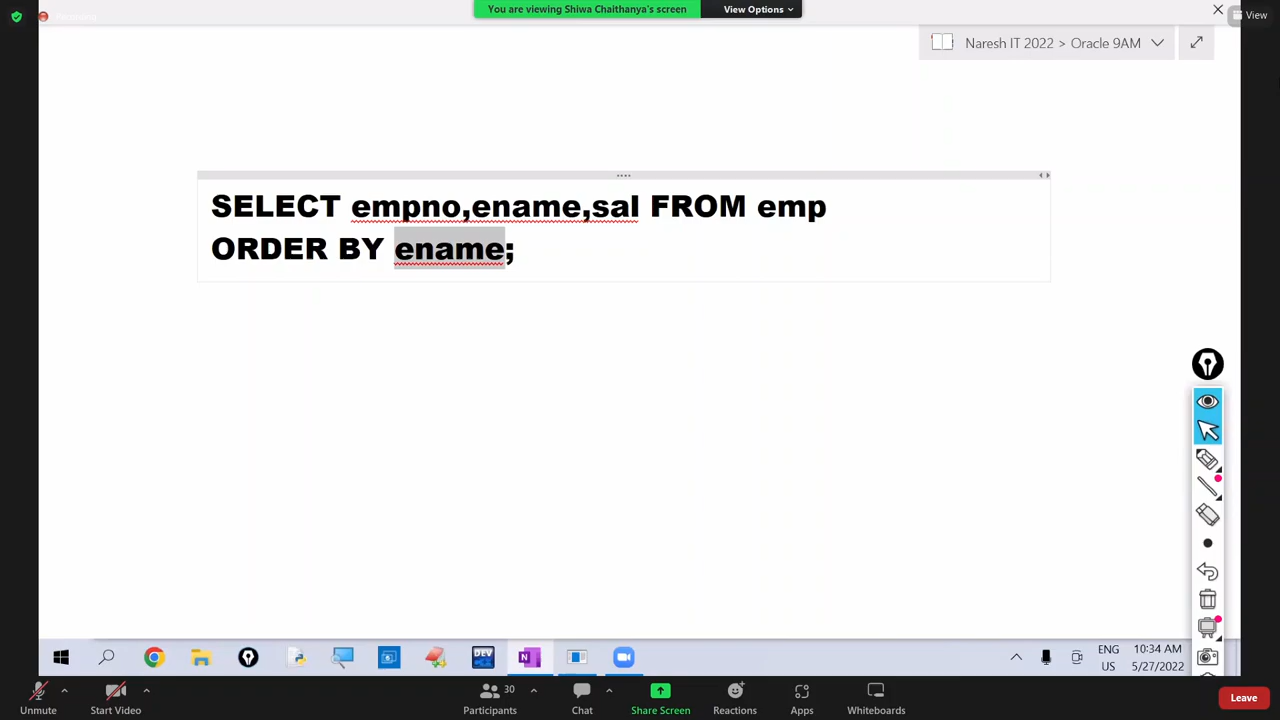 You are viewing Shiwa Chaithanya's screen
View Options
View
Naresh IT 2022 > Oracle 9AM
SELECT empno,ename,sal FROM emp
ORDER BY ename;
DEV
N
ENG
US
10:34 AM
5/27/2022
Unmute
Start Video
30
Participants
Chat
Share Screen
Reactions
Apps
Whiteboards
Leave